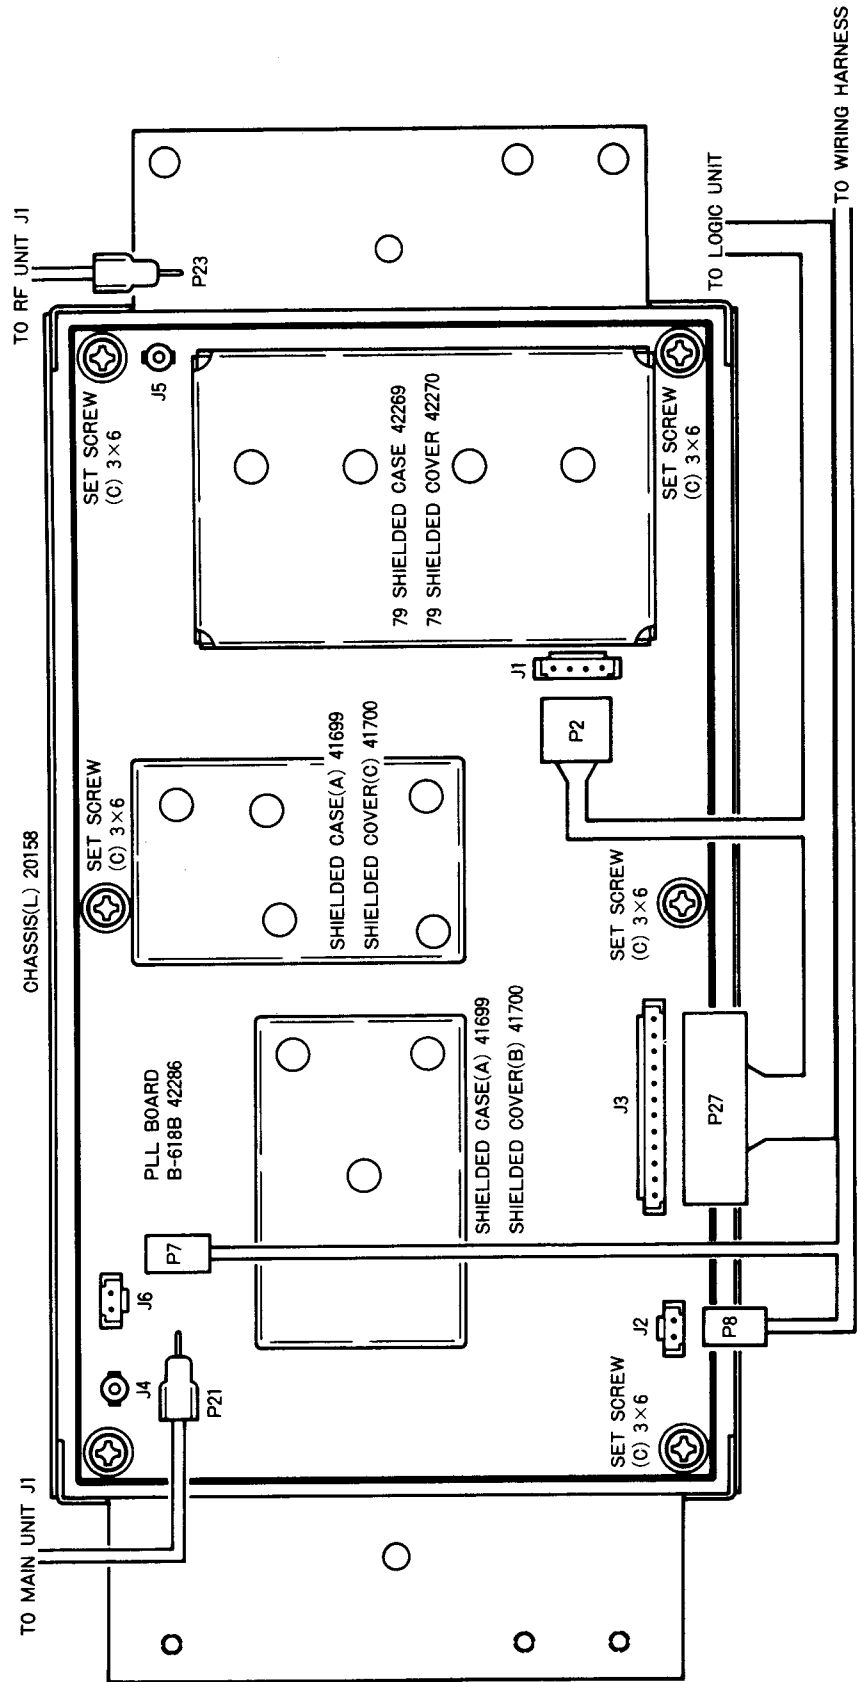 CHASSIS(L) 20158
TO MAIN UNIT J1
TO RF UNIT J1
P23
J5
SET SCREW
(C) 3×6
SET SCREW
(C) 3×6
J4
P21
J6
P7
PLL BOARD
B-618B 42286
SHIELDED CASE(A) 41699
SHIELDED COVER(C) 41700
79 SHIELDED CASE 42269
79 SHIELDED COVER 42270
SHIELDED CASE(A) 41699
SHIELDED COVER(B) 41700
J1
P2
SET SCREW
(C) 3×6
J2
P8
J3
P27
SET SCREW
(C) 3×6
SET SCREW
(C) 3×6
TO LOGIC UNIT
TO WIRING HARNESS